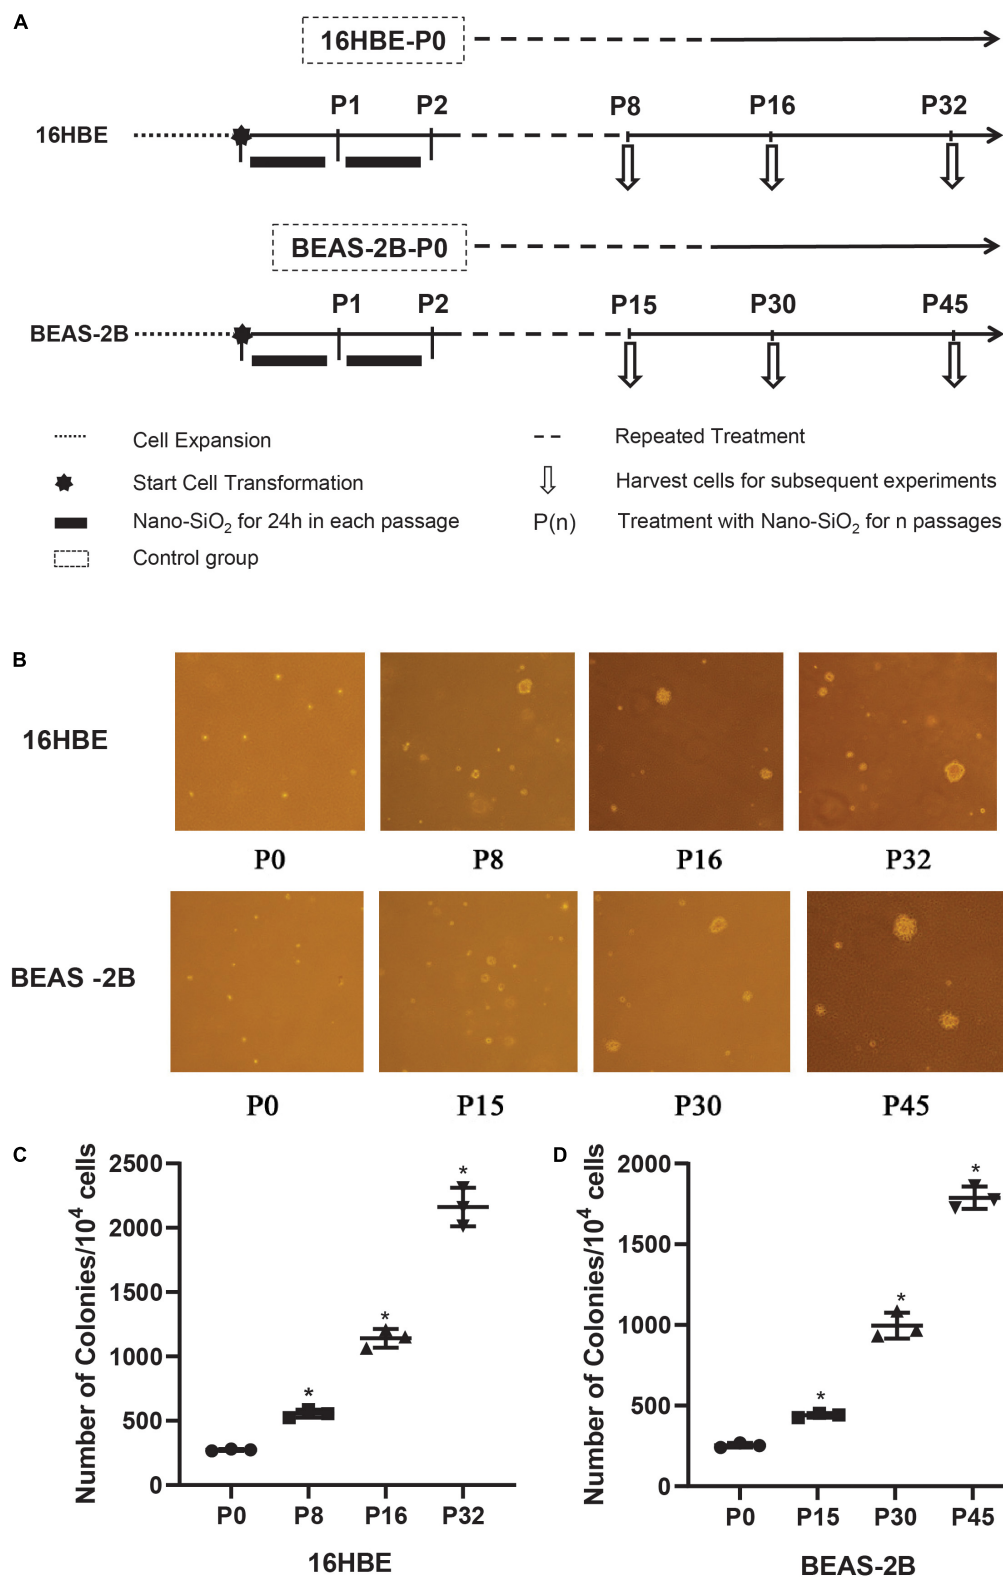 A
16HBE-P0
P1 P2 P8 P16 P32
16HBE
BEAS-2B-P0
P1 P2 P15 P30 P45
BEAS-2B
Cell Expansion
Repeated Treatment
Start Cell Transformation
Harvest cells for subsequent experiments
Nano-SiO2 for 24h in each passage
P(n) Treatment with Nano-SiO2 for n passages
Control group
B
16HBE
P0 P8 P16 P32
BEAS -2B
P0 P15 P30 P45
C
Number of Colonies/10^4 cells
2500
2000
1500
1000
500
0
*
*
*
P0 P8 P16 P32
16HBE
D
Number of Colonies/10^4 cells
2000
1500
1000
500
0
*
*
*
P0 P15 P30 P45
BEAS-2B